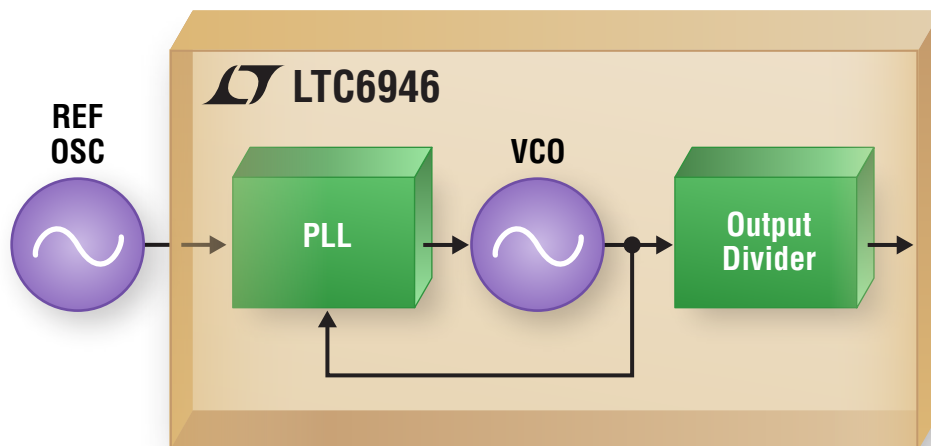 LTC6946
REF
OSC
VCO
PLL
Output
Divider